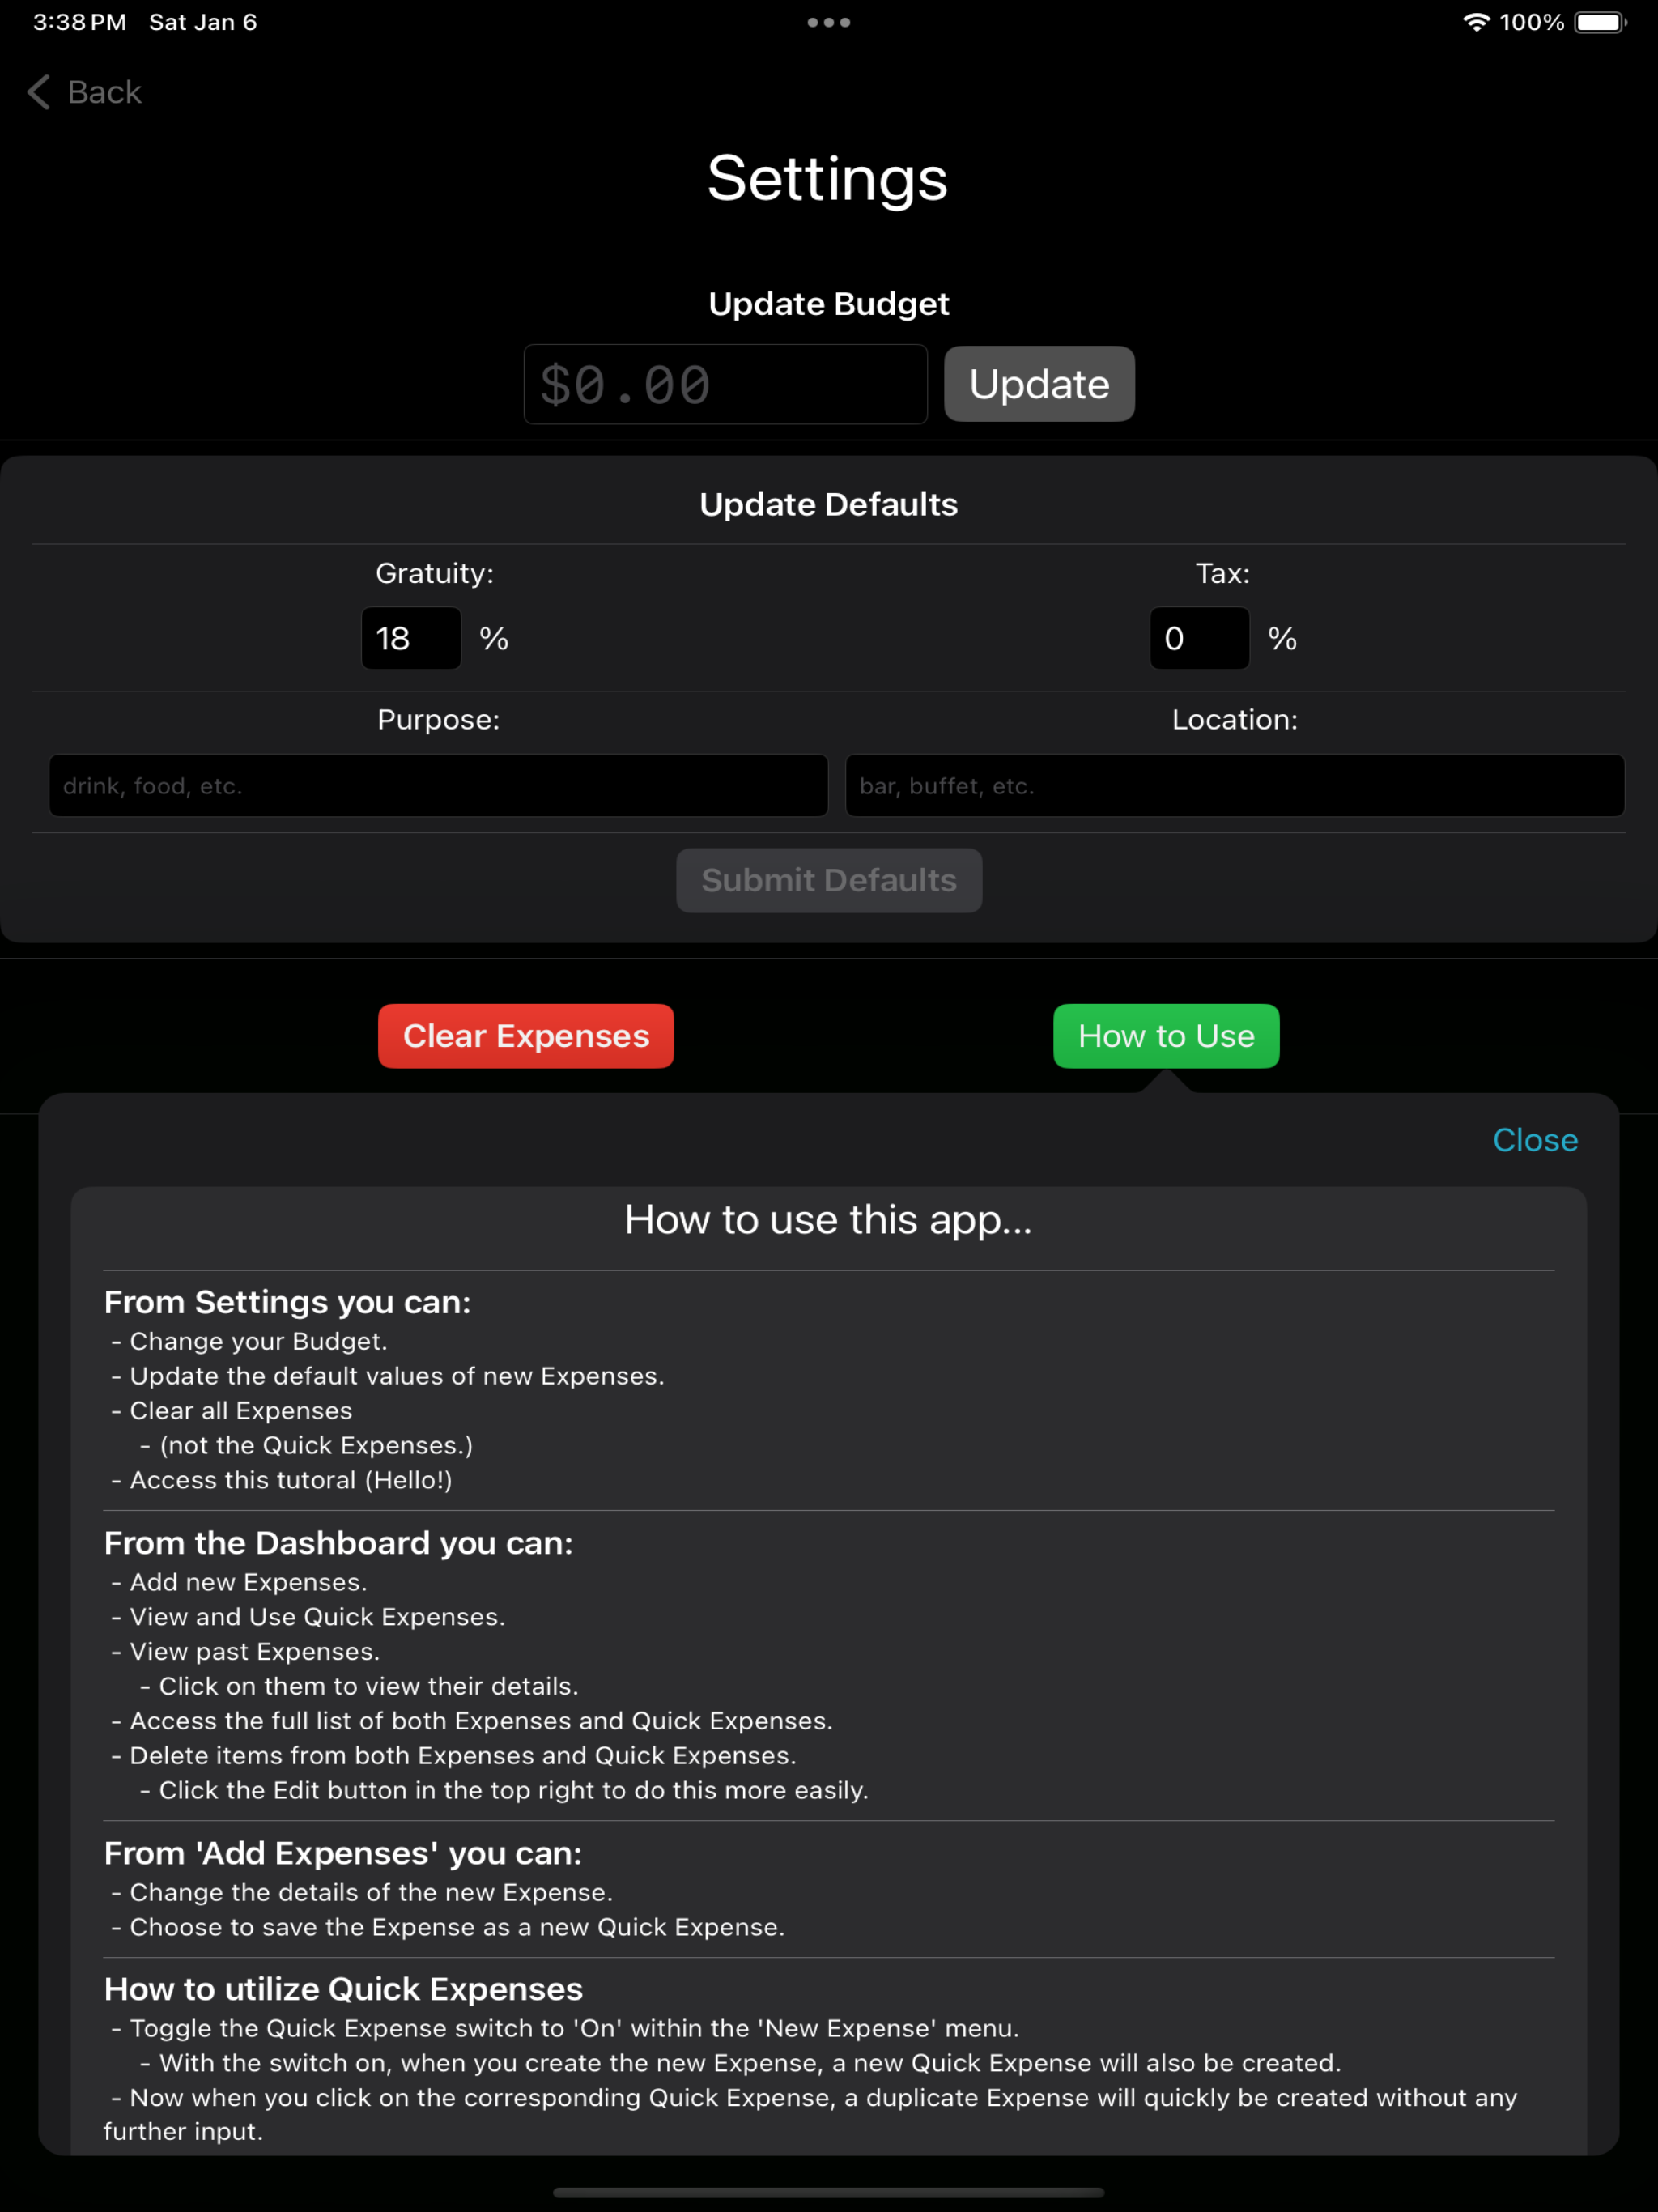 3:38 PM Sat Jan 6 100%
Back
Settings
Update Budget
$0.00 Update
Update Defaults
Gratuity: Tax:
18 % 0 %
Purpose: Location:
drink, food, etc. bar, buffet, etc.
Submit Defaults
Clear Expenses How to Use
Close
How to use this app...
From Settings you can:
- Change your Budget.
- Update the default values of new Expenses.
- Clear all Expenses
- (not the Quick Expenses.)
- Access this tutoral (Hello!)
From the Dashboard you can:
- Add new Expenses.
- View and Use Quick Expenses.
- View past Expenses.
- Click on them to view their details.
- Access the full list of both Expenses and Quick Expenses.
- Delete items from both Expenses and Quick Expenses.
- Click the Edit button in the top right to do this more easily.
From 'Add Expenses' you can:
- Change the details of the new Expense.
- Choose to save the Expense as a new Quick Expense.
How to utilize Quick Expenses
- Toggle the Quick Expense switch to 'On' within the 'New Expense' menu.
- With the switch on, when you create the new Expense, a new Quick Expense will also be created.
- Now when you click on the corresponding Quick Expense, a duplicate Expense will quickly be created without any
further input.